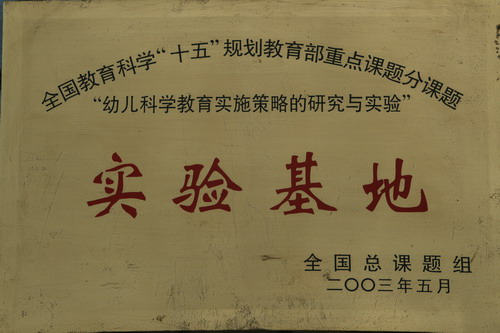 全国教育科学“十五”规划教育部重点课题分课题
“幼儿科学教育实施策略的研究与实验”
实验基地
全国总课题组
二〇〇三年五月